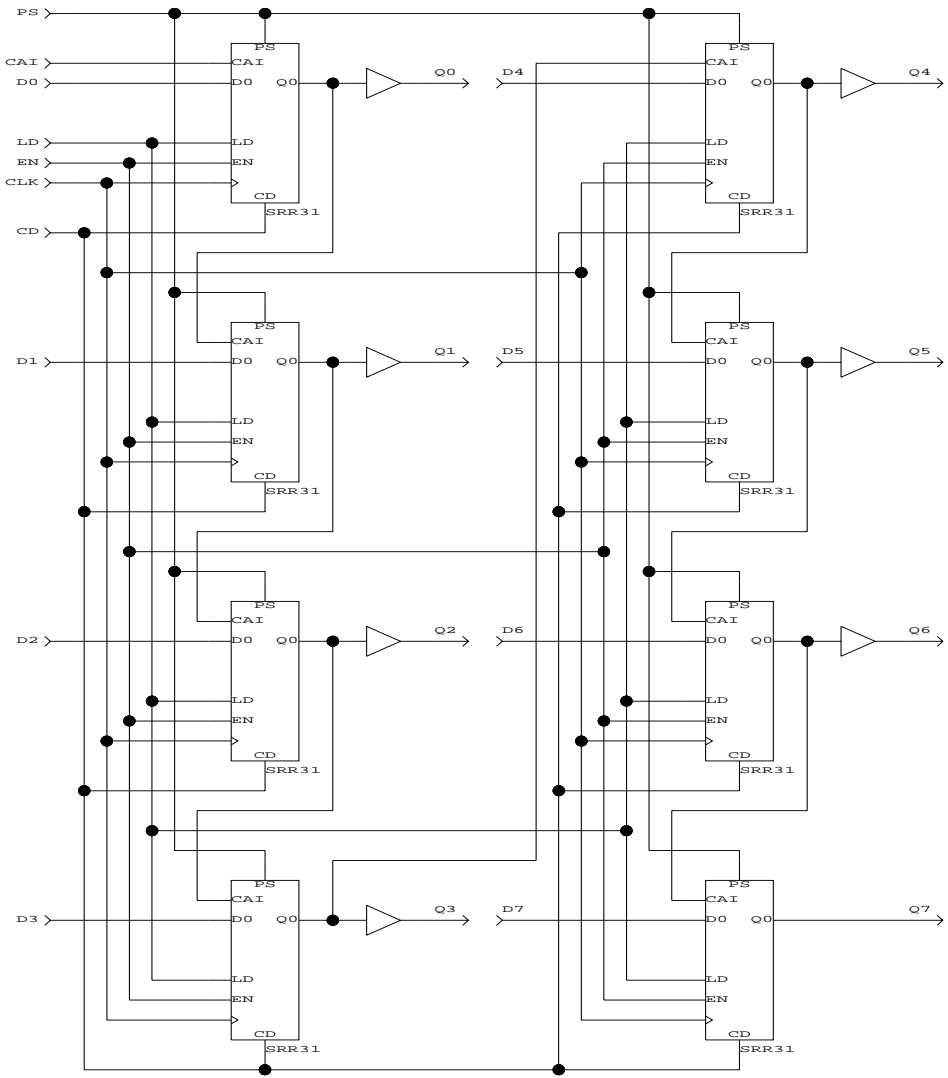 PS
PS PS
CAI CAI CAI
D0 D0 Q0 Q0 D4 D0 Q0 Q4
LD LD LD
EN EN EN
CLK
CD CD
SRR31 SRR31
CD
PS PS
CAI CAI
D1 D0 Q0 Q1 D5 D0 Q0 Q5
LD LD
EN EN
CD CD
SRR31 SRR31
PS PS
CAI CAI
D2 D0 Q0 Q2 D6 D0 Q0 Q6
LD LD
EN EN
CD CD
SRR31 SRR31
PS PS
CAI CAI
D3 D0 Q0 Q3 D7 D0 Q0 Q7
LD LD
EN EN
CD CD
SRR31 SRR31